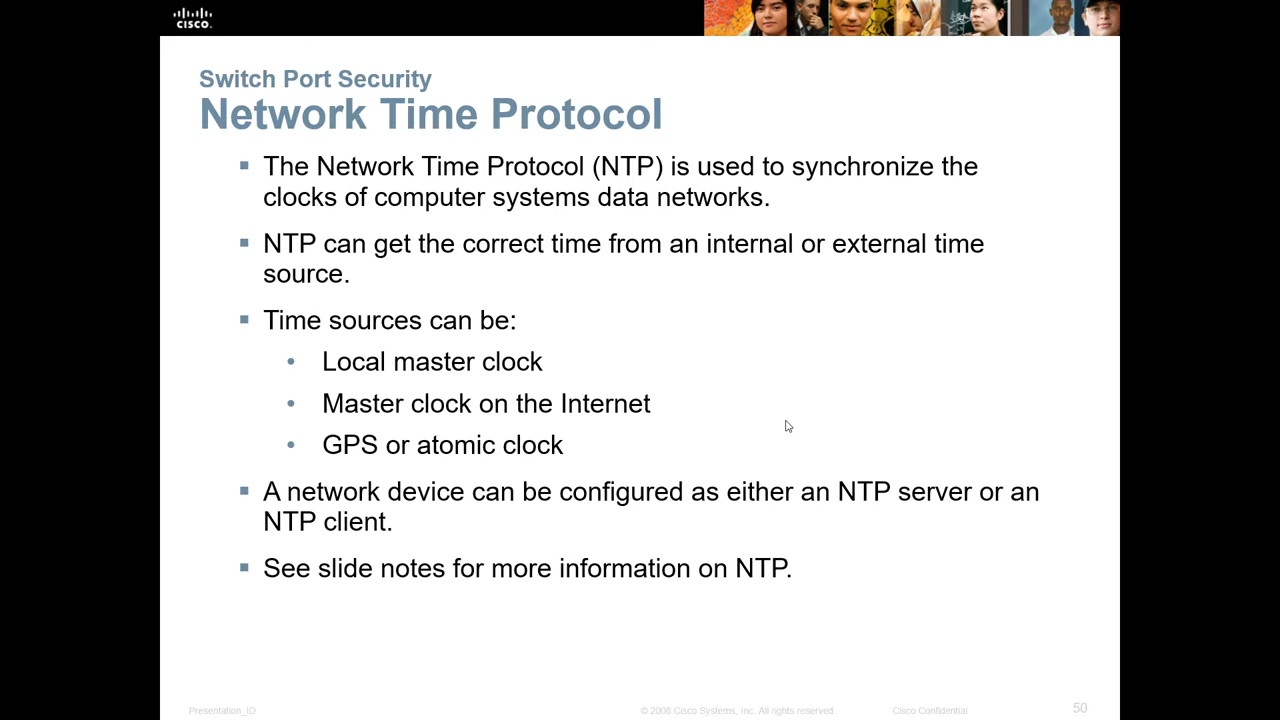 CISCO
Switch Port Security
Network Time Protocol
The Network Time Protocol (NTP) is used to synchronize the
clocks of computer systems data networks.
NTP can get the correct time from an internal or external time
source.
Time sources can be:
Local master clock
Master clock on the Internet
GPS or atomic clock
A network device can be configured as either an NTP server or an
NTP client.
See slide notes for more information on NTP.
Presentation_ID
© 2008 Cisco Systems, Inc. All rights reserved.
Cisco Confidential
50